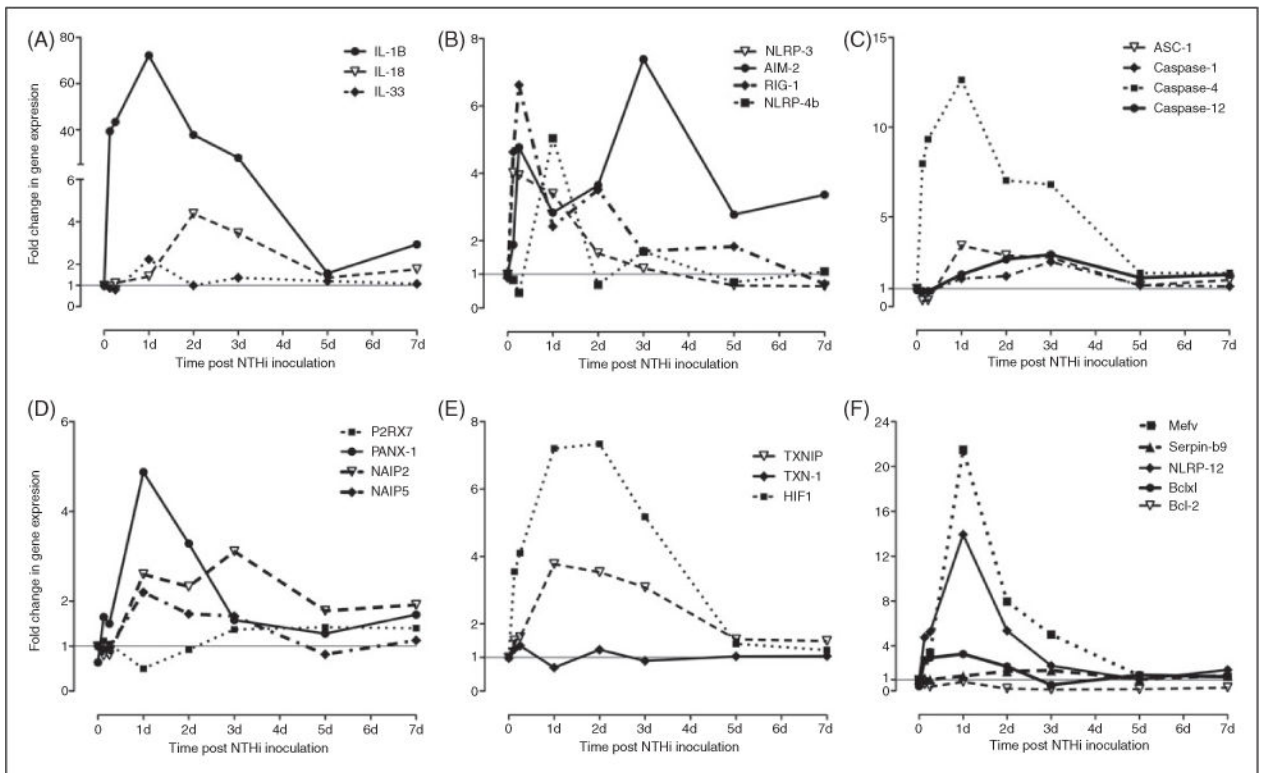 (A)
Fold change in gene expresion
80
60
40
6
4
2
1
0
IL-1B
IL-18
IL-33
0 1d 2d 3d 4d 5d 6d 7d
Time post NTHi inoculation
(B)
8
6
4
2
1
0
NLRP-3
AIM-2
RIG-1
NLRP-4b
0 1d 2d 3d 4d 5d 6d 7d
Time post NTHi inoculation
(C)
15
10
5
1
0
ASC-1
Caspase-1
Caspase-4
Caspase-12
0 1d 2d 3d 4d 5d 6d 7d
Time post NTHi inoculation
(D)
Fold change in gene expresion
6
4
2
1
0
P2RX7
PANX-1
NAIP2
NAIP5
0 1d 2d 3d 4d 5d 6d 7d
Time post NTHi inoculation
(E)
8
6
4
2
1
0
TXNIP
TXN-1
HIF1
0 1d 2d 3d 4d 5d 6d 7d
Time post NTHi inoculation
(F)
24
20
16
12
8
4
1
0
Mefv
Serpin-b9
NLRP-12
Bclxl
Bcl-2
0 1d 2d 3d 4d 5d 6d 7d
Time post NTHi inoculation